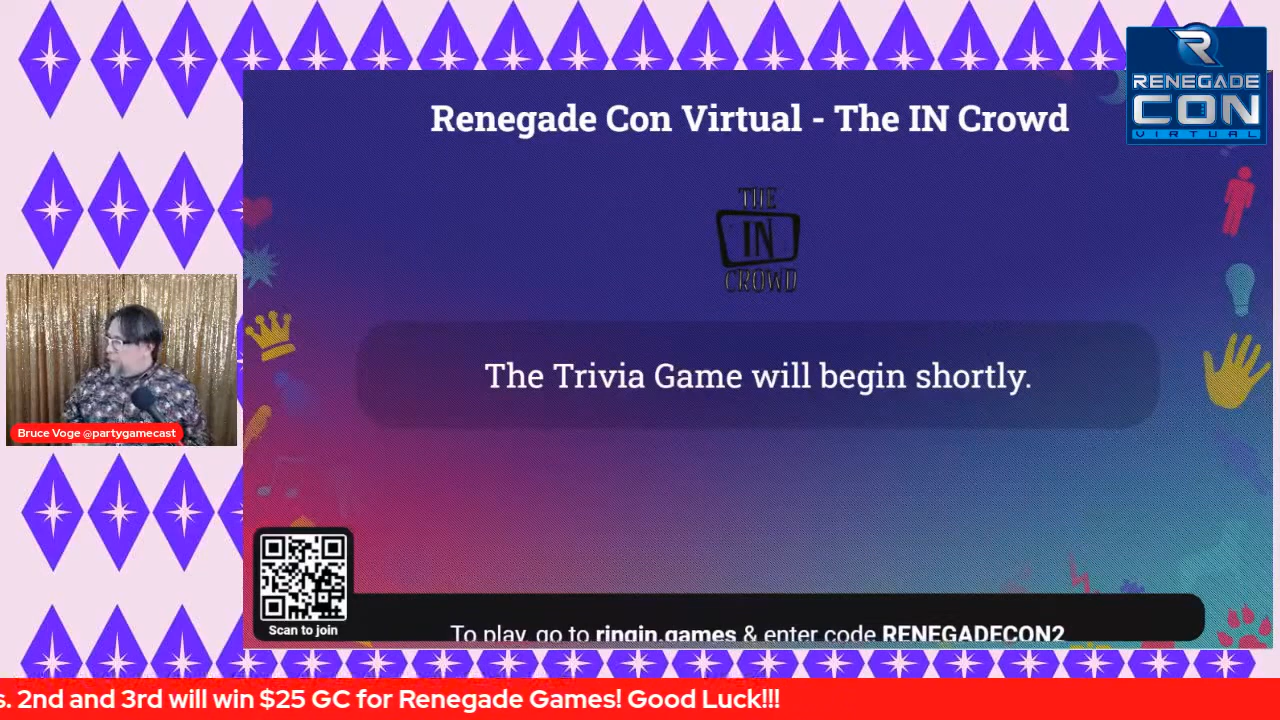 RENEGADE
CON
VIRTUAL
Renegade Con Virtual - The IN Crowd
THE
IN
CROWD
The Trivia Game will begin shortly.
Bruce Voge @partygamecast
Scan to join
To play, go to ringin.games & enter code RENEGADECON2
s. 2nd and 3rd will win $25 GC for Renegade Games! Good Luck!!!